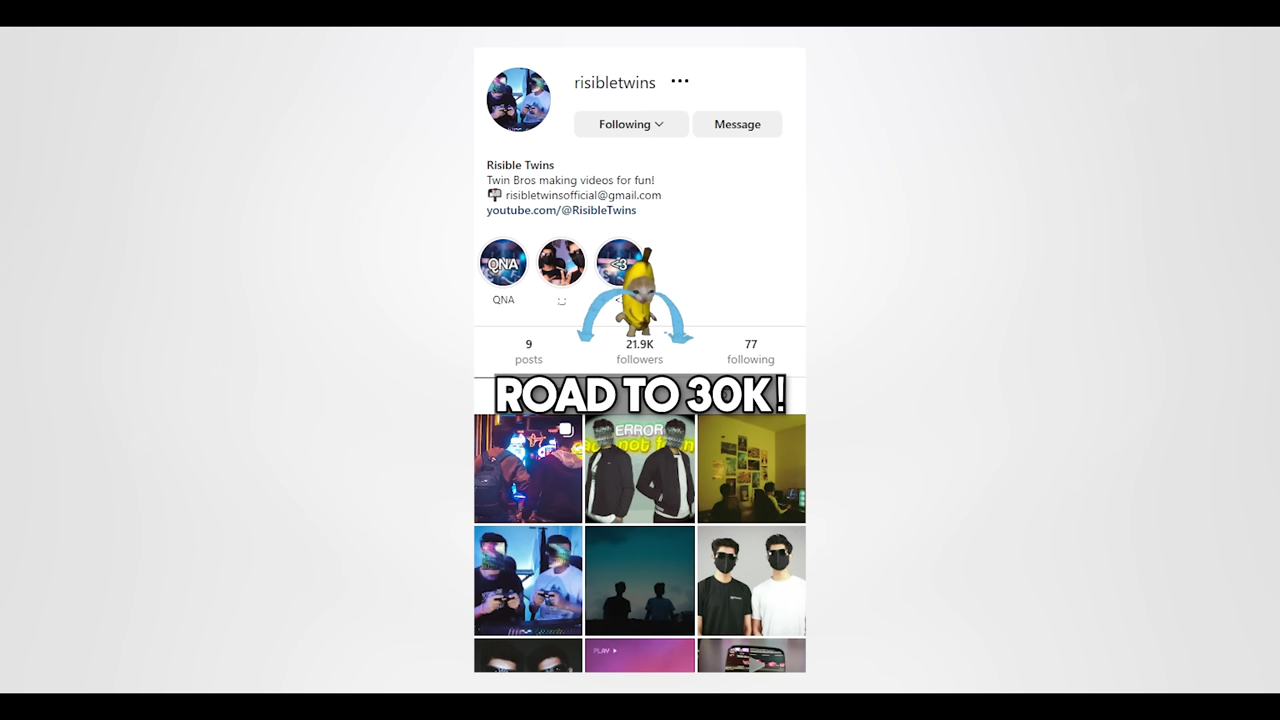 risibletwins
Following
Message
Risible Twins
Twin Bros making videos for fun!
risibletwinsofficial@gmail.com
youtube.com/@RisibleTwins
QNA
<3
QNA
:_:
9
21.9K
77
posts
followers
following
ROAD TO 30K!
ERROR
PLAY